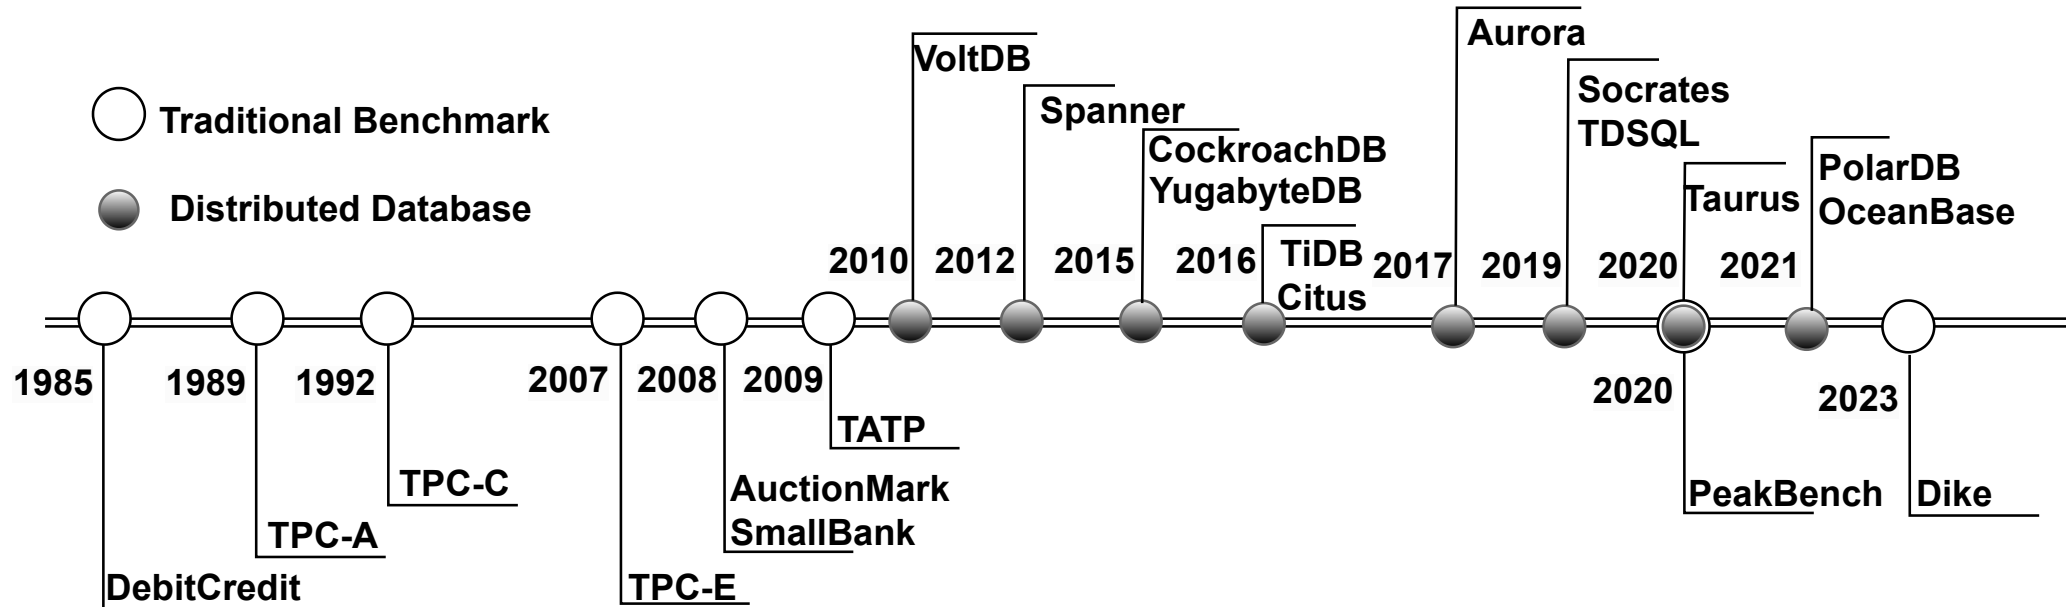 Traditional Benchmark
Distributed Database
VoltDB
Spanner
CockroachDB
YugabyteDB
TiDB
Citus
Aurora
Socrates
TDSQL
Taurus
PolarDB
OceanBase
2010
2012
2015
2016
2017
2019
2020
2021
1985
1989
1992
2007
2008
2009
2020
2023
DebitCredit
TPC-A
TPC-C
TPC-E
AuctionMark
SmallBank
TATP
PeakBench
Dike